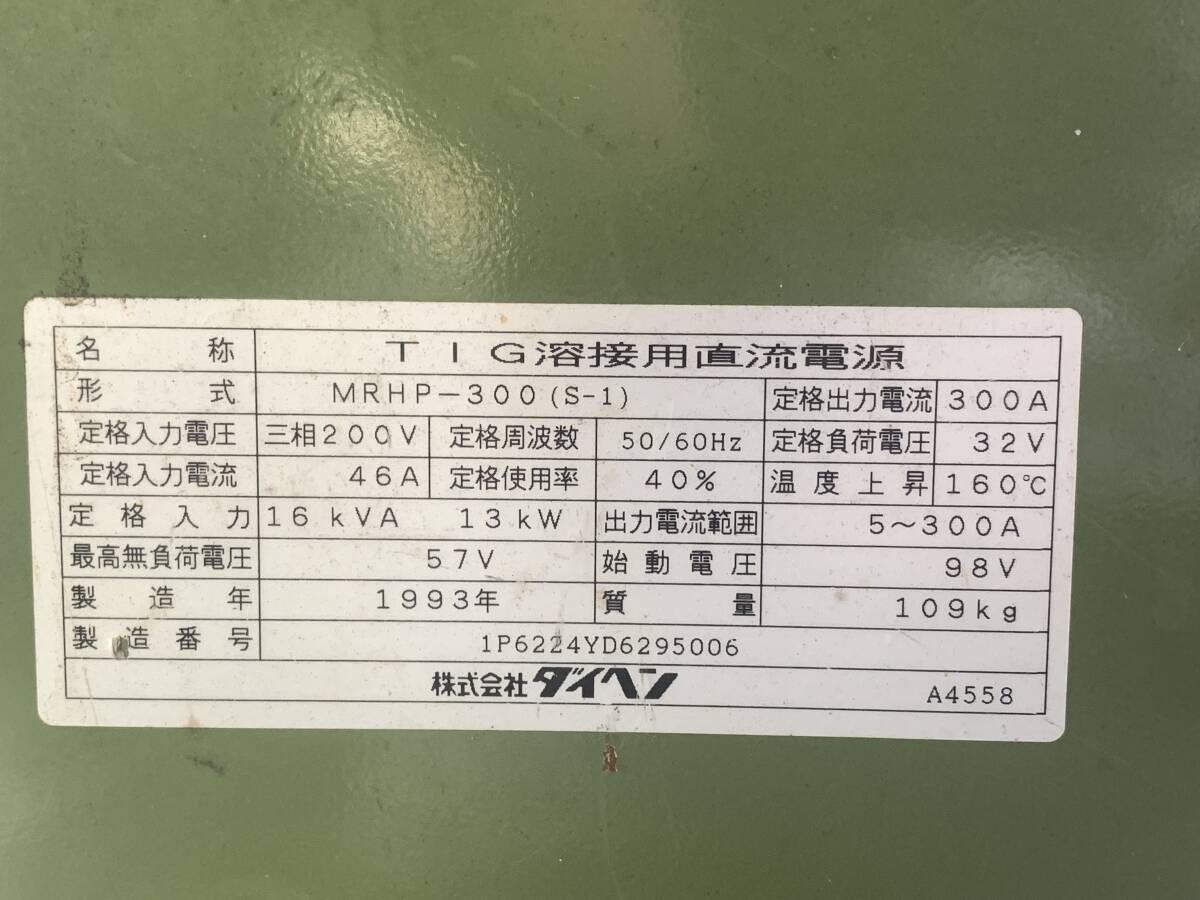 名称 TIG溶接用直流電源
形式 MRHP-300(S-1) 定格出力電流 300A
定格入力電圧 三相200V 定格周波数 50/60Hz 定格負荷電圧 32V
定格入力電流 46A 定格使用率 40% 温度上昇 160℃
定格入力 16kVA 13kW 出力電流範囲 5～300A
最高無負荷電圧 57V 始動電圧 98V
製造年 1993年 質量 109kg
製造番号 1P6224YD6295006
株式会社ダイヘン A4558